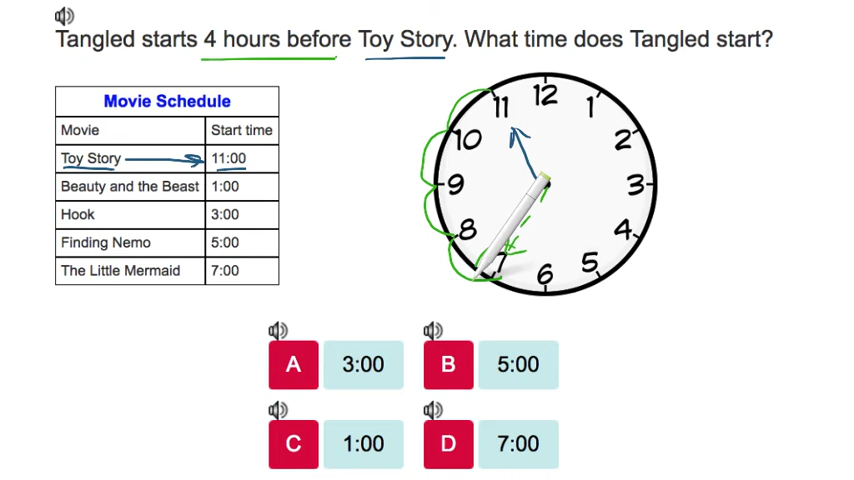 Tangled starts 4 hours before Toy Story. What time does Tangled start?
Movie Schedule
Movie Start time
Toy Story 11:00
Beauty and the Beast 1:00
Hook 3:00
Finding Nemo 5:00
The Little Mermaid 7:00
12
11 1
10 2
9 3
8 4
7 5
6
A 3:00 B 5:00
C 1:00 D 7:00